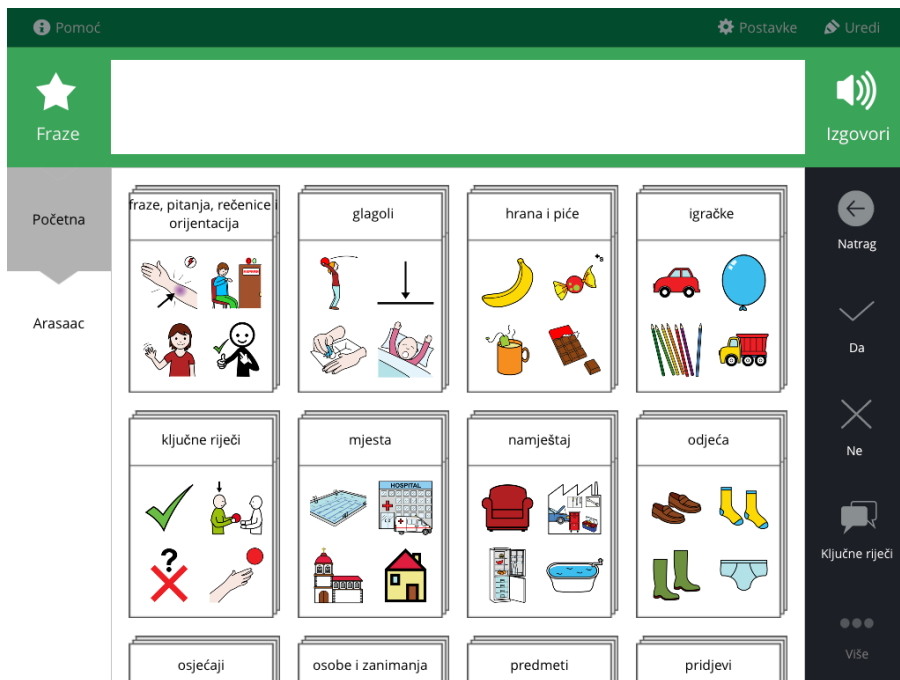 Pomoć
Postavke
Uredi
Fraze
Izgovori
Početna
Arasaac
fraze, pitanja, rečenice i
orijentacija
glagoli
hrana i piće
igračke
ključne riječi
mjesta
namještaj
odjeća
HOSPITAL
osjećaji
osobe i zanimanja
predmeti
pridjevi
Natrag
Da
Ne
Ključne riječi
Više